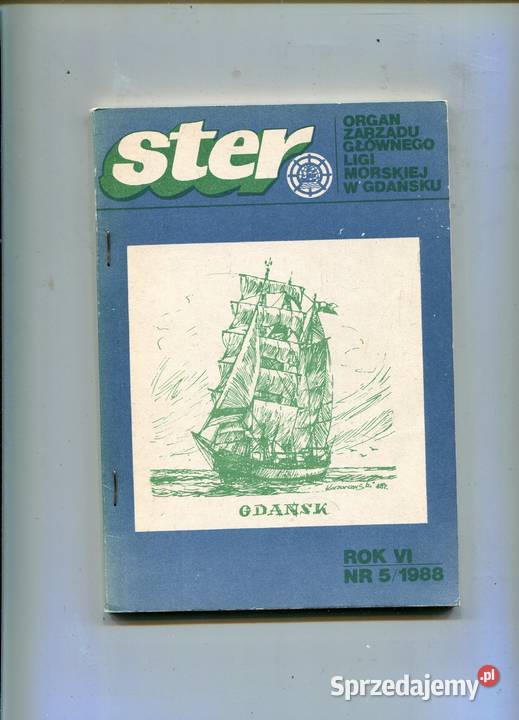 ster
ORGAN
ZARZĄDU
GŁÓWNEGO
LIGI
MORSKIEJ
W GDAŃSKU
GDAŃSK
ROK VI
NR 5/1988
Sprzedajemy.pl